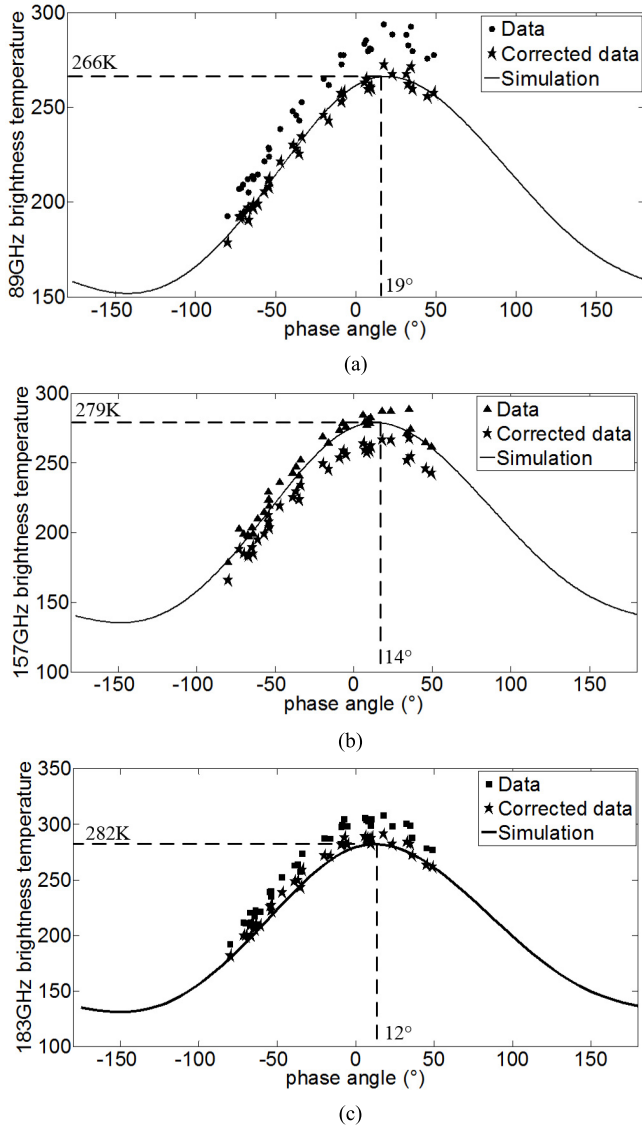 300
Data
Corrected data
Simulation
266K
250
200
150
19°
-150 -100 -50 0 50 100 150
89GHz brightness temperature
phase angle (°)
(a)
300
Data
Corrected data
Simulation
279K
250
200
150
100
14°
-150 -100 -50 0 50 100 150
157GHz brightness temperature
phase angle (°)
(b)
350
Data
Corrected data
Simulation
300
282K
250
200
150
100
12°
-150 -100 -50 0 50 100 150
183GHz brightness temperature
phase angle (°)
(c)